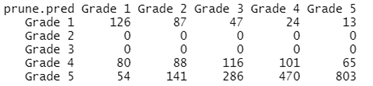 prune.pred Grade 1 Grade 2 Grade 3 Grade 4 Grade 5
Grade 1 126 87 47 24 13
Grade 2 0 0 0 0 0
Grade 3 0 0 0 0 0
Grade 4 80 88 116 101 65
Grade 5 54 141 286 470 803